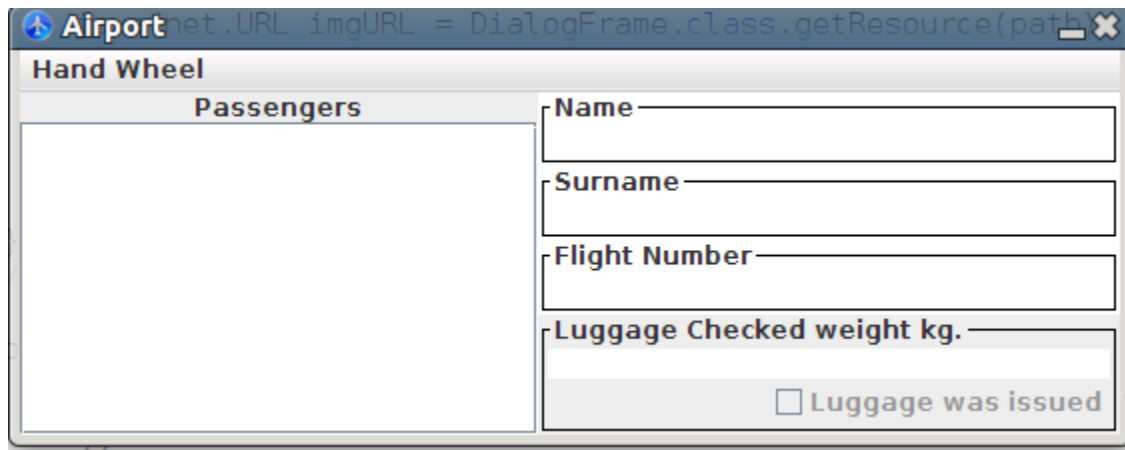 Airport net.URL imgURL = DialogFrame.class.getResource(path
Hand Wheel
Passengers
Name
Surname
Flight Number
Luggage Checked weight kg.
Luggage was issued